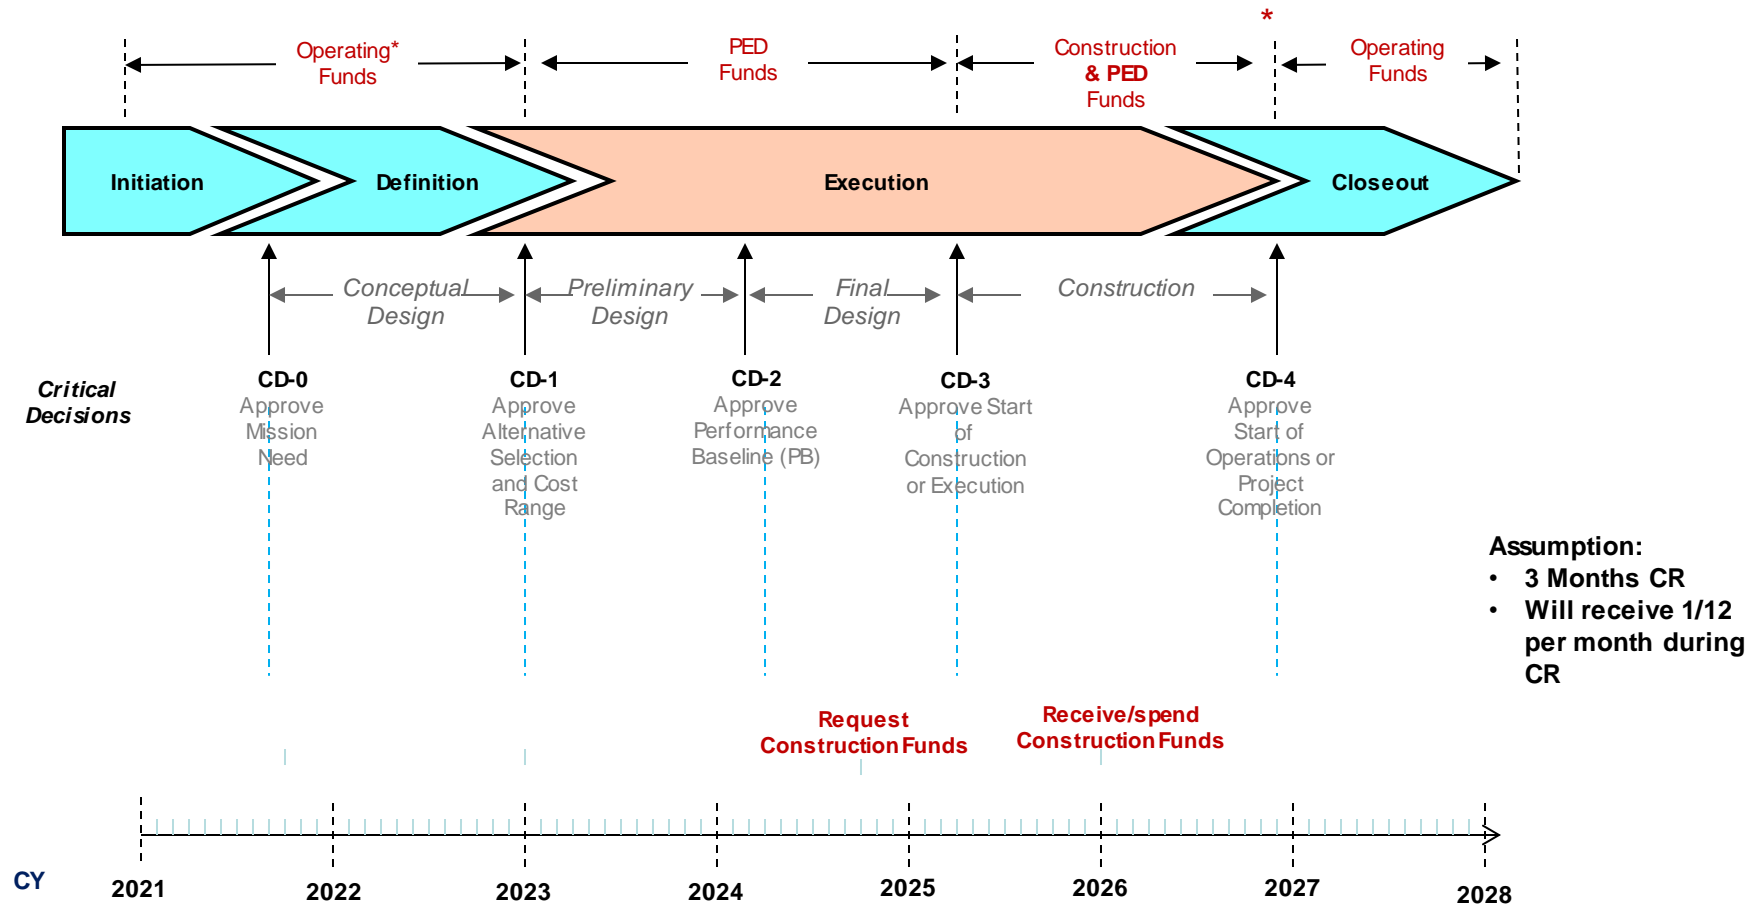 *
Operating*
Funds
PED
Funds
Construction
& PED
Funds
Operating
Funds
Initiation
Definition
Execution
Closeout
Conceptual
Design
Preliminary
Design
Final
Design
Construction
Critical
Decisions
CD-0
Approve
Mission
Need
CD-1
Approve
Alternative
Selection
and Cost
Range
CD-2
Approve
Performance
Baseline (PB)
CD-3
Approve Start
of
Construction
or Execution
CD-4
Approve
Start of
Operations or
Project
Completion
Assumption:
• 3 Months CR
• Will receive 1/12
per month during
CR
Request
Construction Funds
Receive/spend
Construction Funds
CY
2021
2022
2023
2024
2025
2026
2027
2028